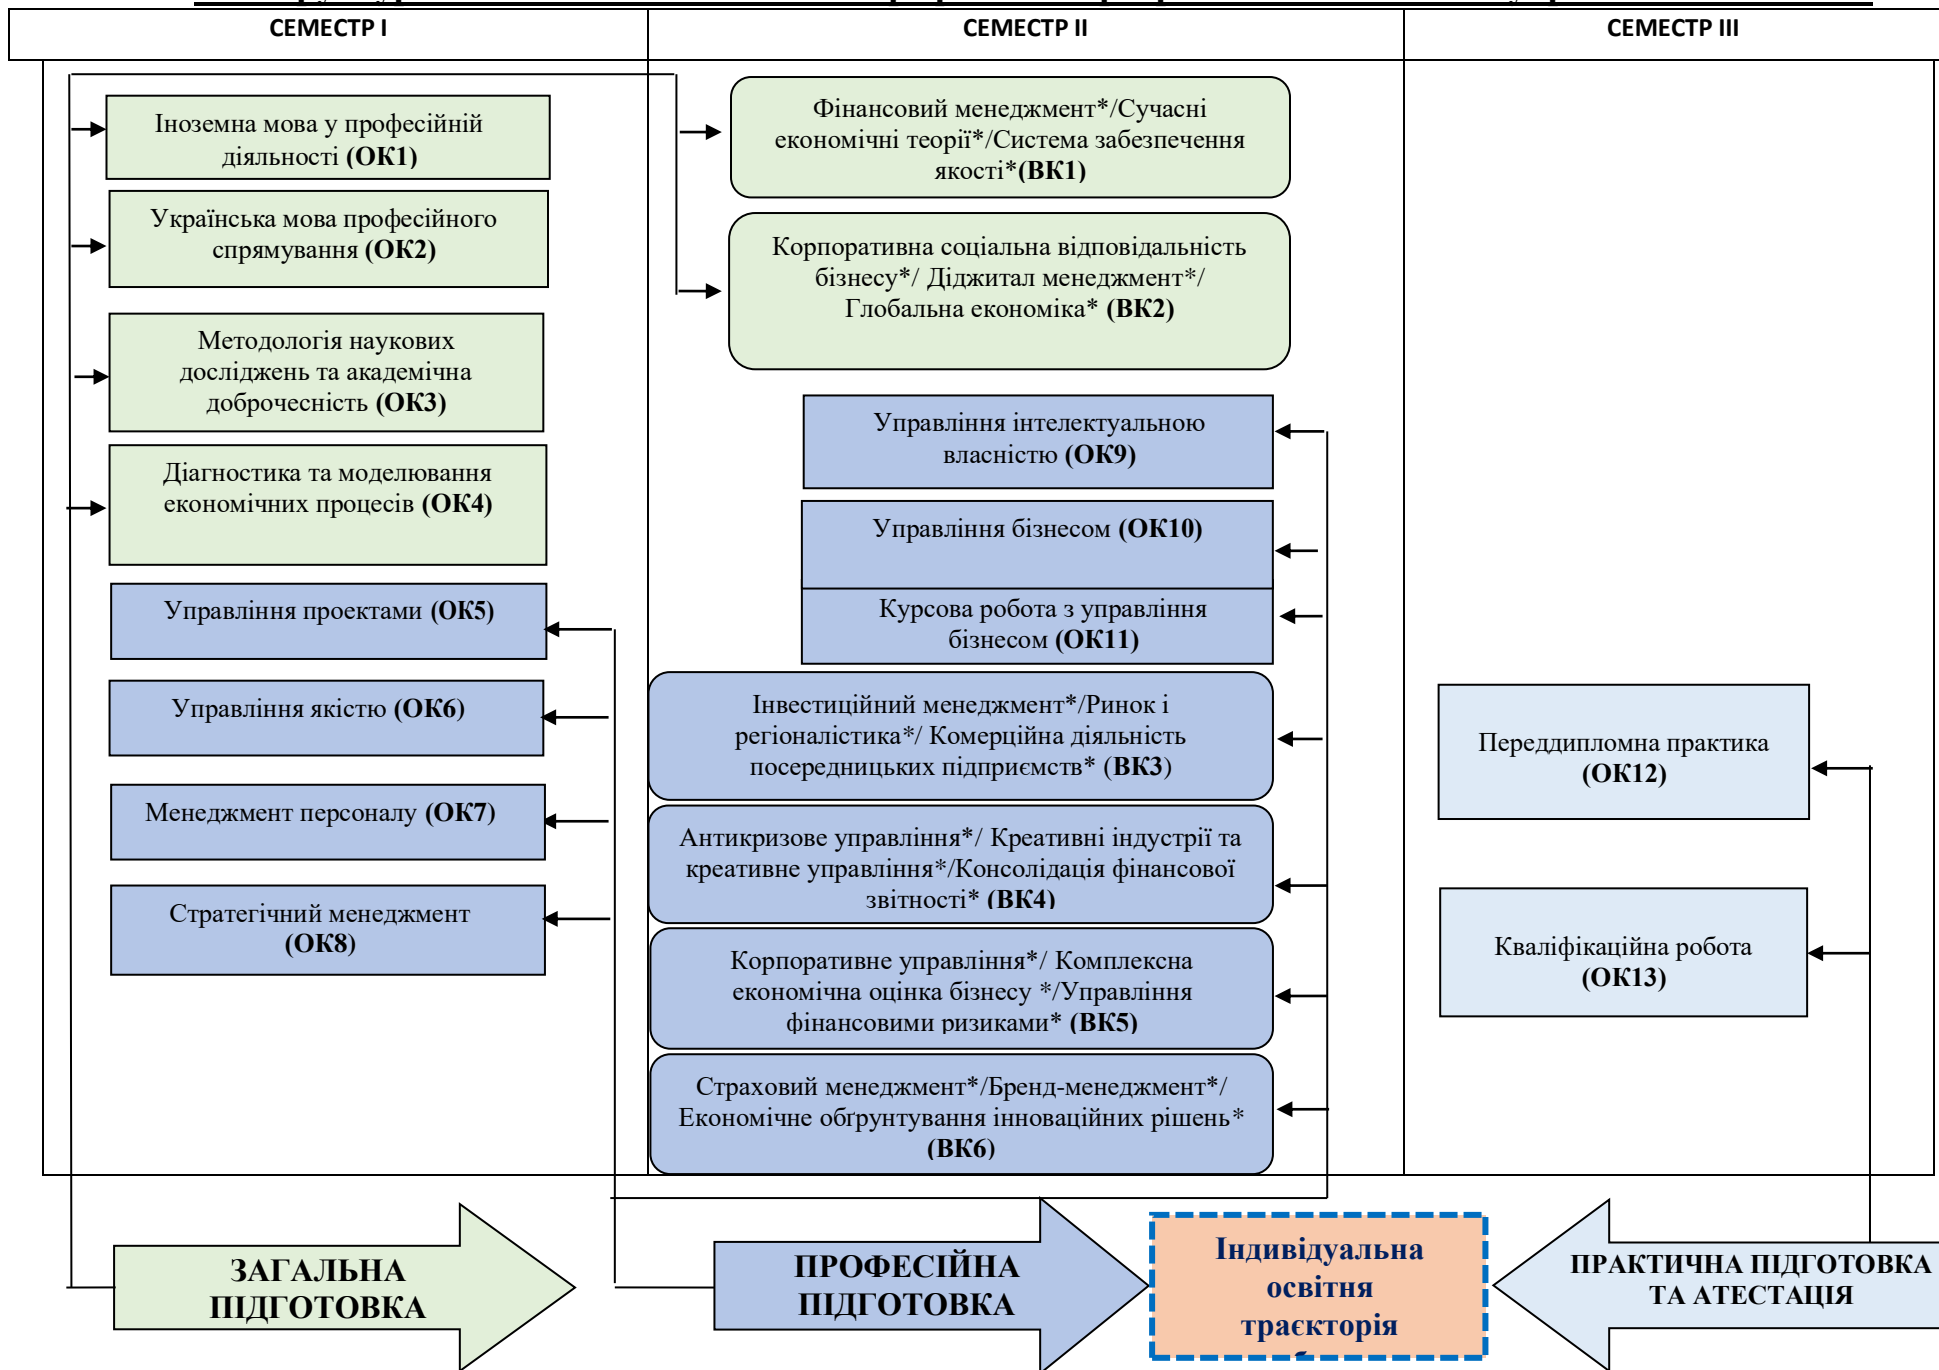 СЕМЕСТР І
СЕМЕСТР ІІ
СЕМЕСТР ІІІ
Іноземна мова у професійній
діяльності (ОК1)
Українська мова професійного
спрямування (ОК2)
Методологія наукових
досліджень та академічна
доброчесність (ОК3)
Діагностика та моделювання
економічних процесів (ОК4)
Управління проектами (ОК5)
Управління якістю (ОК6)
Менеджмент персоналу (ОК7)
Стратегічний менеджмент
(ОК8)
Фінансовий менеджмент*/Сучасні
економічні теорії*/Система забезпечення
якості*(ВК1)
Корпоративна соціальна відповідальність
бізнесу*/ Діджитал менеджмент*/
Глобальна економіка* (ВК2)
Управління інтелектуальною
власністю (ОК9)
Управління бізнесом (ОК10)
Курсова робота з управління
бізнесом (ОК11)
Інвестиційний менеджмент*/Ринок і
регіоналістика*/ Комерційна діяльність
посередницьких підприємств* (ВК3)
Антикризове управління*/ Креативні індустрії та
креативне управління*/Консолідація фінансової
звітності* (ВК4)
Корпоративне управління*/ Комплексна
економічна оцінка бізнесу */Управління
фінансовими ризиками* (ВК5)
Страховий менеджмент*/Бренд-менеджмент*/
Економічне обґрунтування інноваційних рішень*
(ВК6)
Переддипломна практика
(ОК12)
Кваліфікаційна робота
(ОК13)
ЗАГАЛЬНА
ПІДГОТОВКА
ПРОФЕСІЙНА
ПІДГОТОВКА
Індивідуальна
освітня
траєкторія
ПРАКТИЧНА ПІДГОТОВКА
ТА АТЕСТАЦІЯ